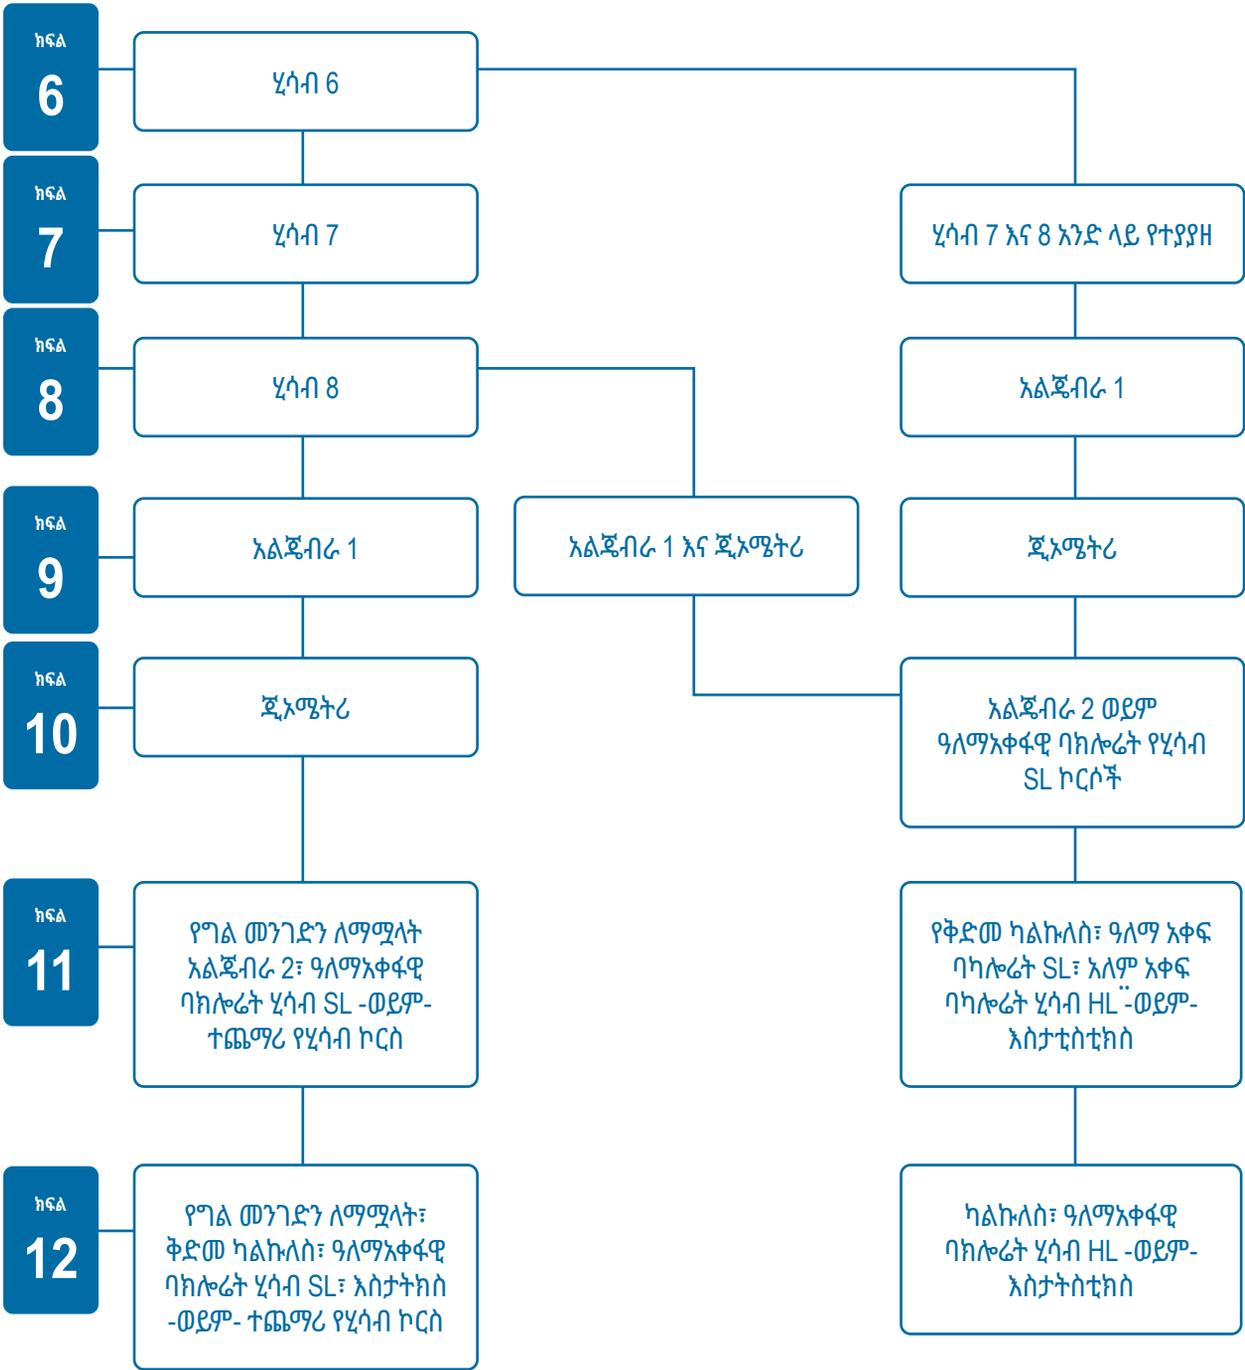 ክፍል
6
ሂሳብ 6
ክፍል
7
ሂሳብ 7
ሂሳብ 7 እና 8 አንድ ላይ የተያያዘ
ክፍል
8
ሂሳብ 8
አልጄብራ 1
ክፍል
9
አልጄብራ 1
አልጄብራ 1 እና ጂኦሜትሪ
ጂኦሜትሪ
ክፍል
10
ጂኦሜትሪ
አልጄብራ 2 ወይም
ዓለማአቀፋዊ ባክሎሬት የሂሳብ
SL ኮርሶች
ክፍል
11
የግል መንገድን ለማሟላት
አልጄብራ 2፣ ዓለማአቀፋዊ
ባክሎሬት ሂሳብ SL -ወይም-
ተጨማሪ የሂሳብ ኮርስ
የቅድመ ካልኩለስ፣ ዓለማ አቀፍ
ባካሎሬት SL፣ አለም አቀፍ
ባካሎሬት ሂሳብ HL ̈-ወይም-
እስታቲስቲክስ
ክፍል
12
የግል መንገድን ለማሟላት፣
ቅድመ ካልኩለስ፣ ዓለማአቀፋዊ
ባክሎሬት ሂሳብ SL፣ እስታትክስ
-ወይም- ተጨማሪ የሂሳብ ኮርስ
ካልኩለስ፣ ዓለማአቀፋዊ
ባክሎሬት ሂሳብ HL -ወይም-
እስታትስቲክስ